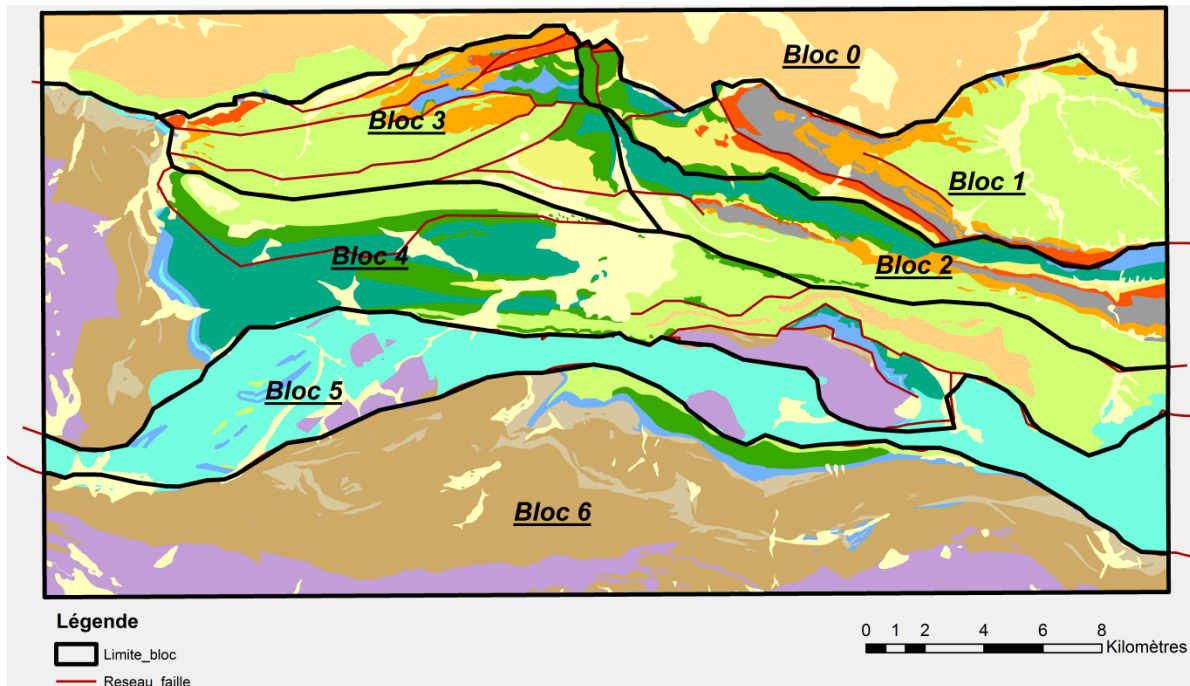 Bloc 0
Bloc 3
Bloc 1
Bloc 4
Bloc 2
Bloc 5
Bloc 6
Légende
Limite_bloc
Reseau_faille
0 1 2 4 6 8
Kilomètres